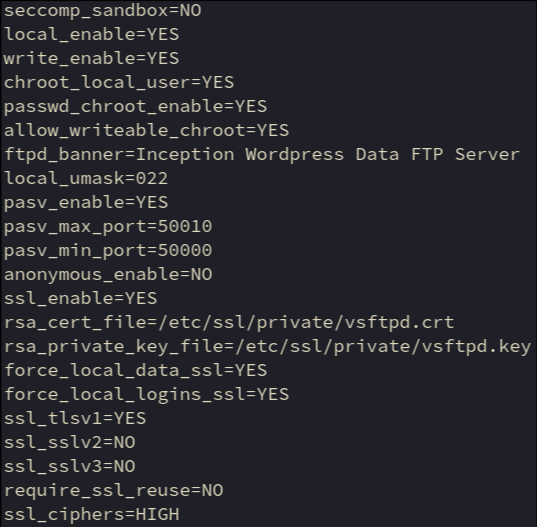 seccomp_sandbox=NO
local_enable=YES
write_enable=YES
chroot_local_user=YES
passwd_chroot_enable=YES
allow_writeable_chroot=YES
ftpd_banner=Inception Wordpress Data FTP Server
local_umask=022
pasv_enable=YES
pasv_max_port=50010
pasv_min_port=50000
anonymous_enable=NO
ssl_enable=YES
rsa_cert_file=/etc/ssl/private/vsftpd.crt
rsa_private_key_file=/etc/ssl/private/vsftpd.key
force_local_data_ssl=YES
force_local_logins_ssl=YES
ssl_tlsv1=YES
ssl_sslv2=NO
ssl_sslv3=NO
require_ssl_reuse=NO
ssl_ciphers=HIGH